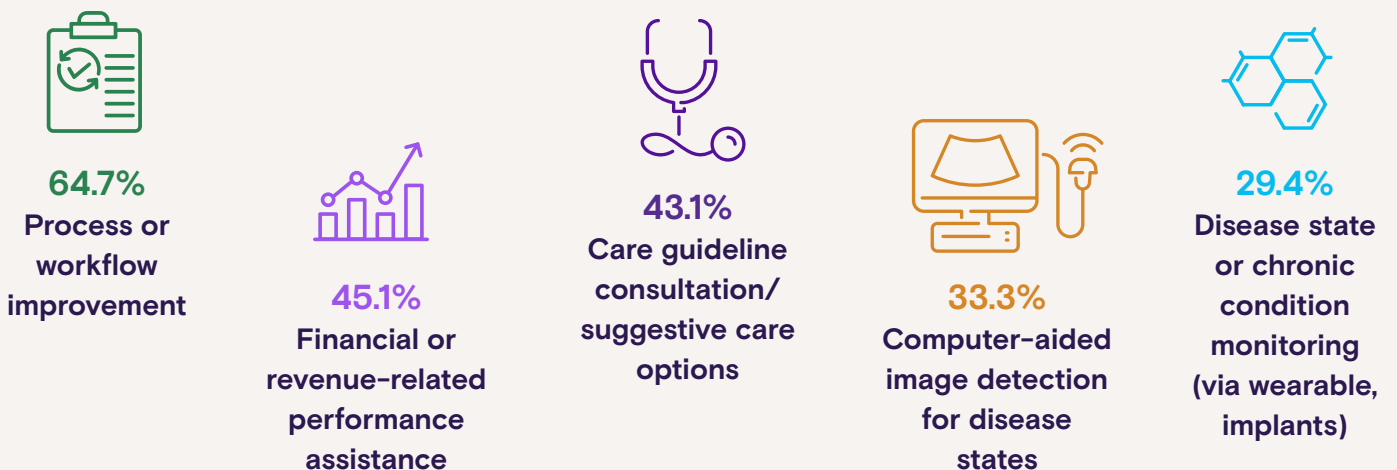 64.7%
Process or
workflow
improvement
45.1%
Financial or
revenue-related
performance
assistance
43.1%
Care guideline
consultation/
suggestive care
options
33.3%
Computer-aided
image detection
for disease
states
29.4%
Disease state
or chronic
condition
monitoring
(via wearable,
implants)